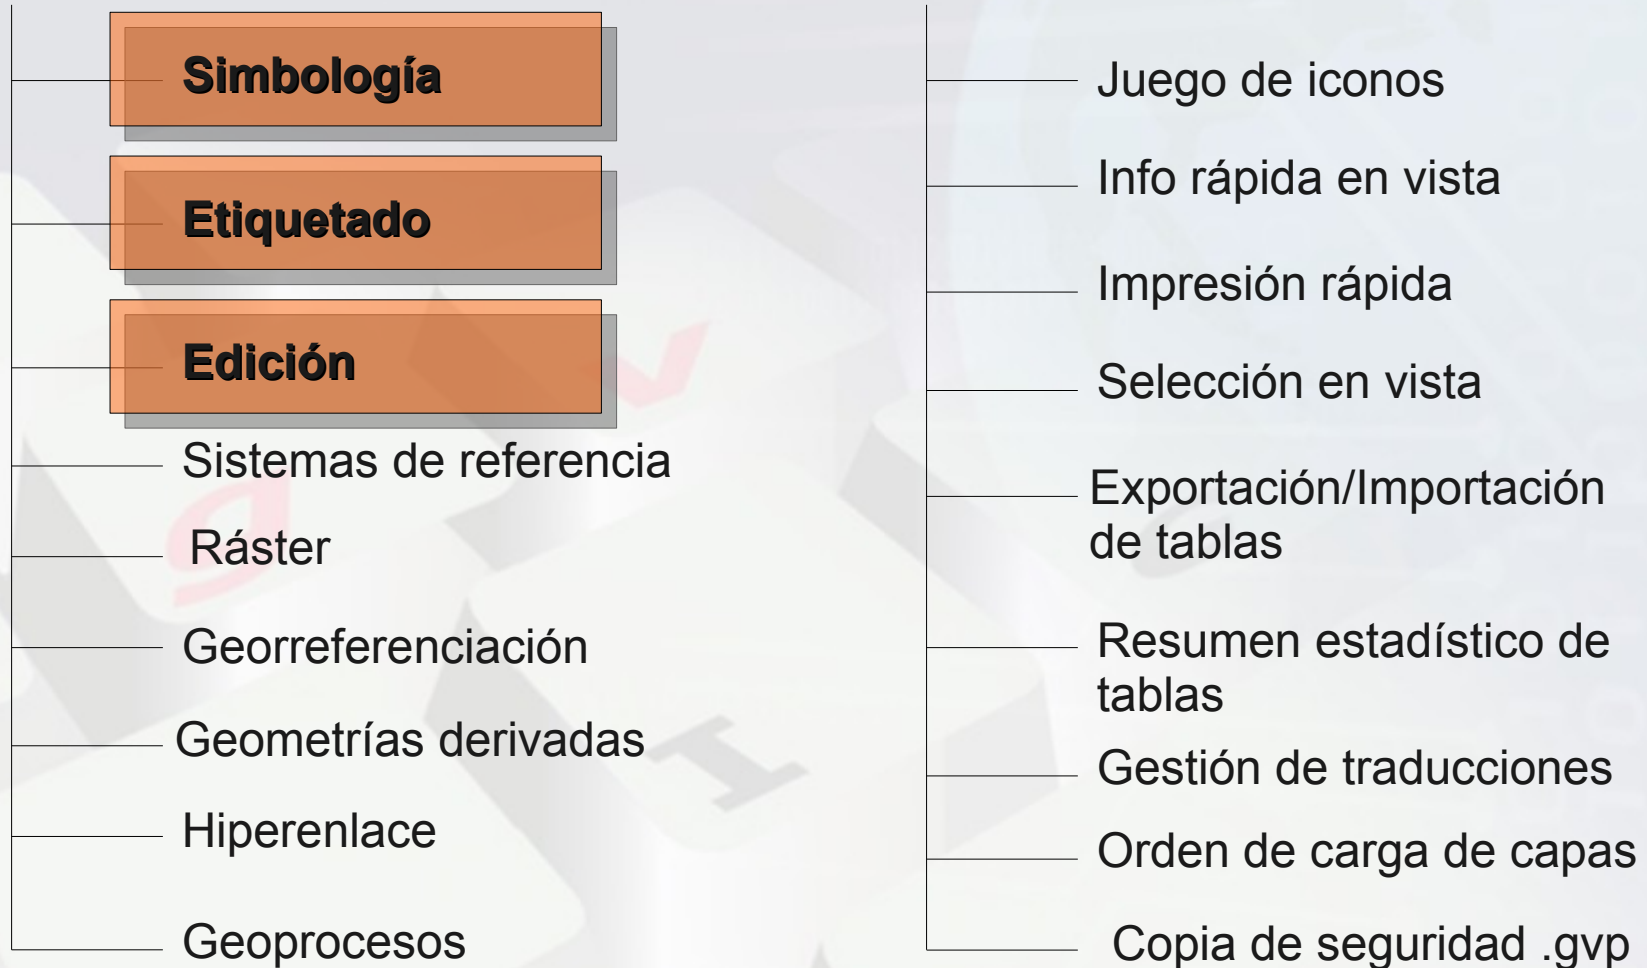 Simbología
Etiquetado
Edición
Sistemas de referencia
Ráster
Georreferenciación
Geometrías derivadas
Hiperenlace
Geoprocesos
Juego de iconos
Info rápida en vista
Impresión rápida
Selección en vista
Exportación/Importación
de tablas
Resumen estadístico de
tablas
Gestión de traducciones
Orden de carga de capas
Copia de seguridad .gvp